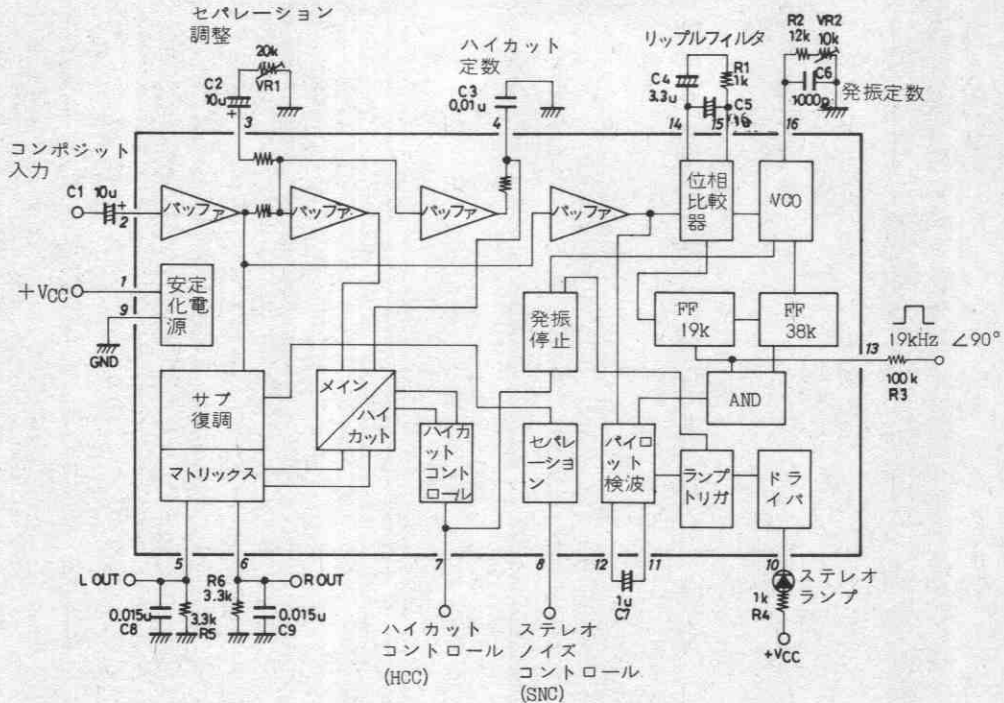 セパレーション
調整
20k
VR1
C2
10u
+
3
ハイカット
定数
C3
0.01u
4
リップルフィルタ
C4
3.3u
R1
1k
C5
14
15
R2
12k
VR2
10k
C6
1000p
発振定数
16
コンポジット
入力
C1 10u
+
2
バッファ
バッファ
バッファ
バッファ
位相
比較
器
VCO
+VCC
1
9
GND
安定
化電
源
発振
停止
FF
19k
FF
38k
13
19kHz ∠90°
100k
R3
AND
サブ
復調
マトリックス
メイン
ハイ
カット
ハイカ
ットコ
ントロ
ール
セパ
レー
ショ
ン
パイロ
ット
検波
ランプ
トリガ
ドラ
イバ
5
6
7
8
12
11
10
L OUT
R OUT
0.015u
C8
3.3k
R5
R6
3.3k
0.015u
C9
1u
C7
ステレオ
ランプ
1k
R4
+VCC
ハイカット
コントロール
(HCC)
ステレオ
ノイズ
コントロール
(SNC)